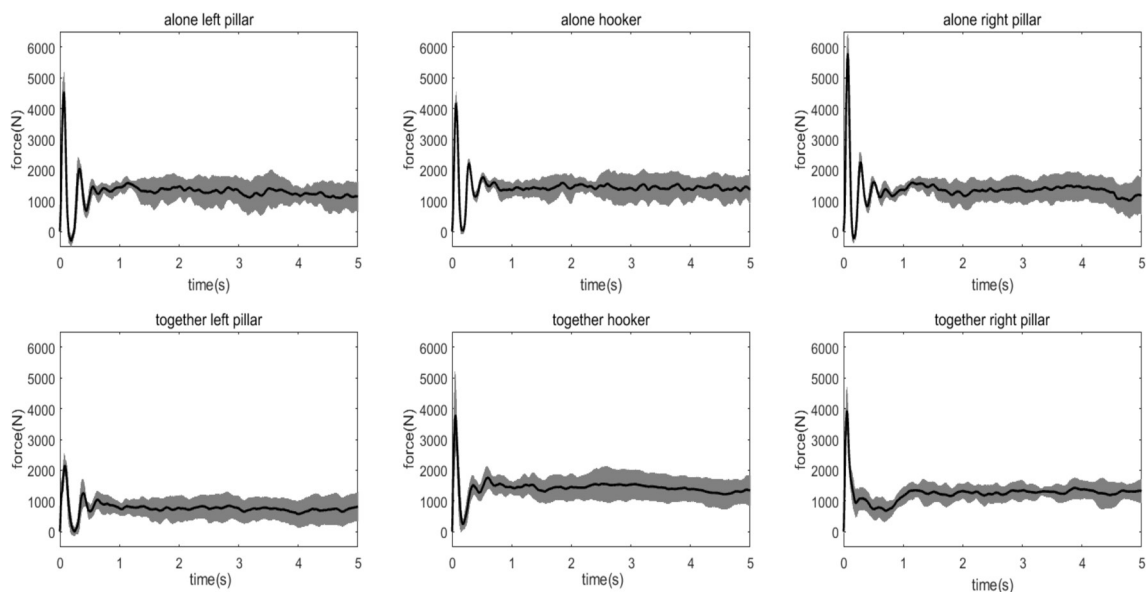 alone left pillar
6000
5000
4000
3000
2000
1000
0
force(N)
0 1 2 3 4 5
time(s)
alone hooker
6000
5000
4000
3000
2000
1000
0
force(N)
0 1 2 3 4 5
time(s)
alone right pillar
6000
5000
4000
3000
2000
1000
0
force(N)
0 1 2 3 4 5
time(s)
together left pillar
6000
5000
4000
3000
2000
1000
0
force(N)
0 1 2 3 4 5
time(s)
together hooker
6000
5000
4000
3000
2000
1000
0
force(N)
0 1 2 3 4 5
time(s)
together right pillar
6000
5000
4000
3000
2000
1000
0
force(N)
0 1 2 3 4 5
time(s)